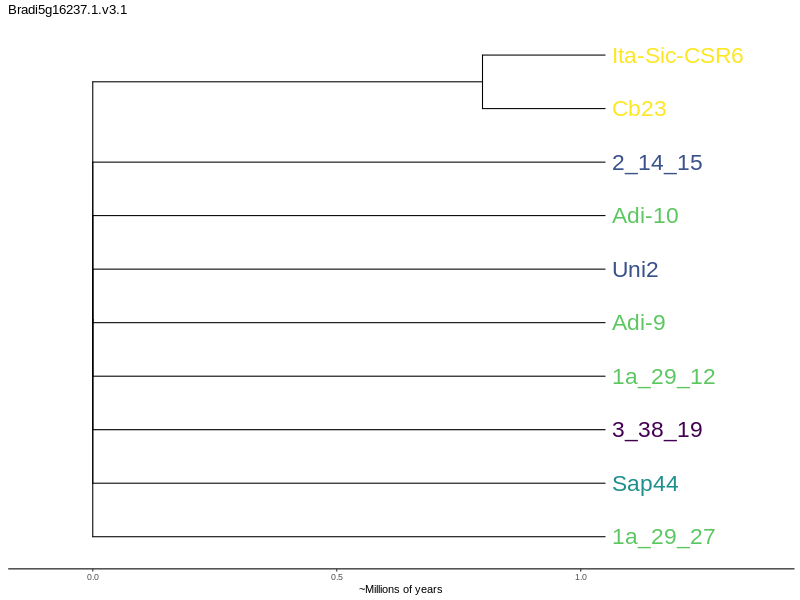 Bradi5g16237.1.v3.1
Ita-Sic-CSR6
Cb23
2_14_15
Adi-10
Uni2
Adi-9
1a_29_12
3_38_19
Sap44
1a_29_27
0.0 0.5 1.0
~Millions of years